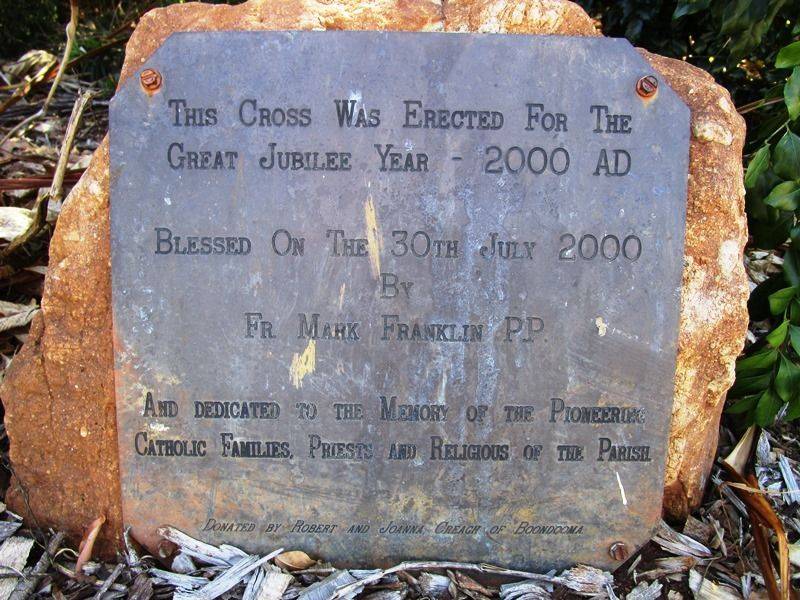 This Cross Was Erected For The
Great Jubilee Year - 2000 AD
Blessed On The 30th July 2000
By
Fr Mark Franklin P.P.
And dedicated to the Memory of the Pioneering
Catholic Families, Priests and Religious of the Parish.
Donated by Robert and Joanna Creagh of Boondooma